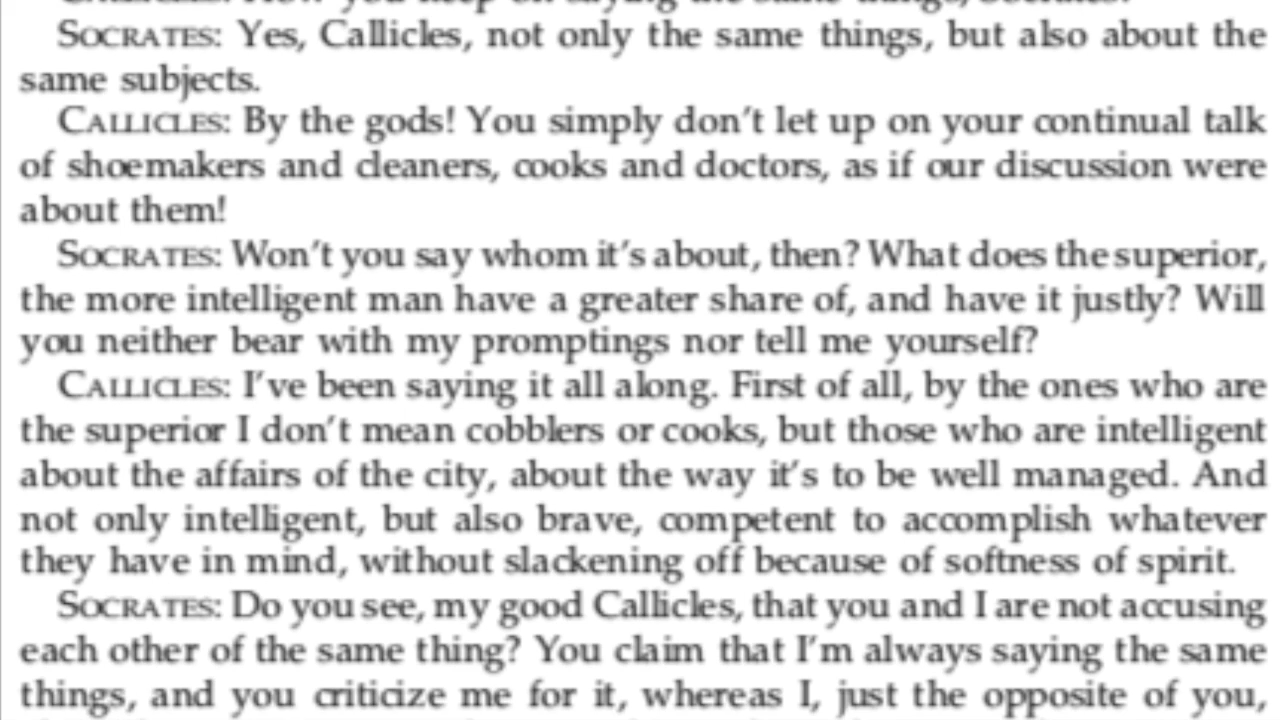 SOCRATES: Yes, Callicles, not only the same things, but also about the
same subjects.
CALLICLES: By the gods! You simply don't let up on your continual talk
of shoemakers and cleaners, cooks and doctors, as if our discussion were
about them!
SOCRATES: Won't you say whom it's about, then? What does the superior,
the more intelligent man have a greater share of, and have it justly? Will
you neither bear with my promptings nor tell me yourself?
CALLICLES: I've been saying it all along. First of all, by the ones who are
the superior I don't mean cobblers or cooks, but those who are intelligent
about the affairs of the city, about the way it's to be well managed. And
not only intelligent, but also brave, competent to accomplish whatever
they have in mind, without slackening off because of softness of spirit.
SOCRATES: Do you see, my good Callicles, that you and I are not accusing
each other of the same thing? You claim that I'm always saying the same
things, and you criticize me for it, whereas I, just the opposite of you,